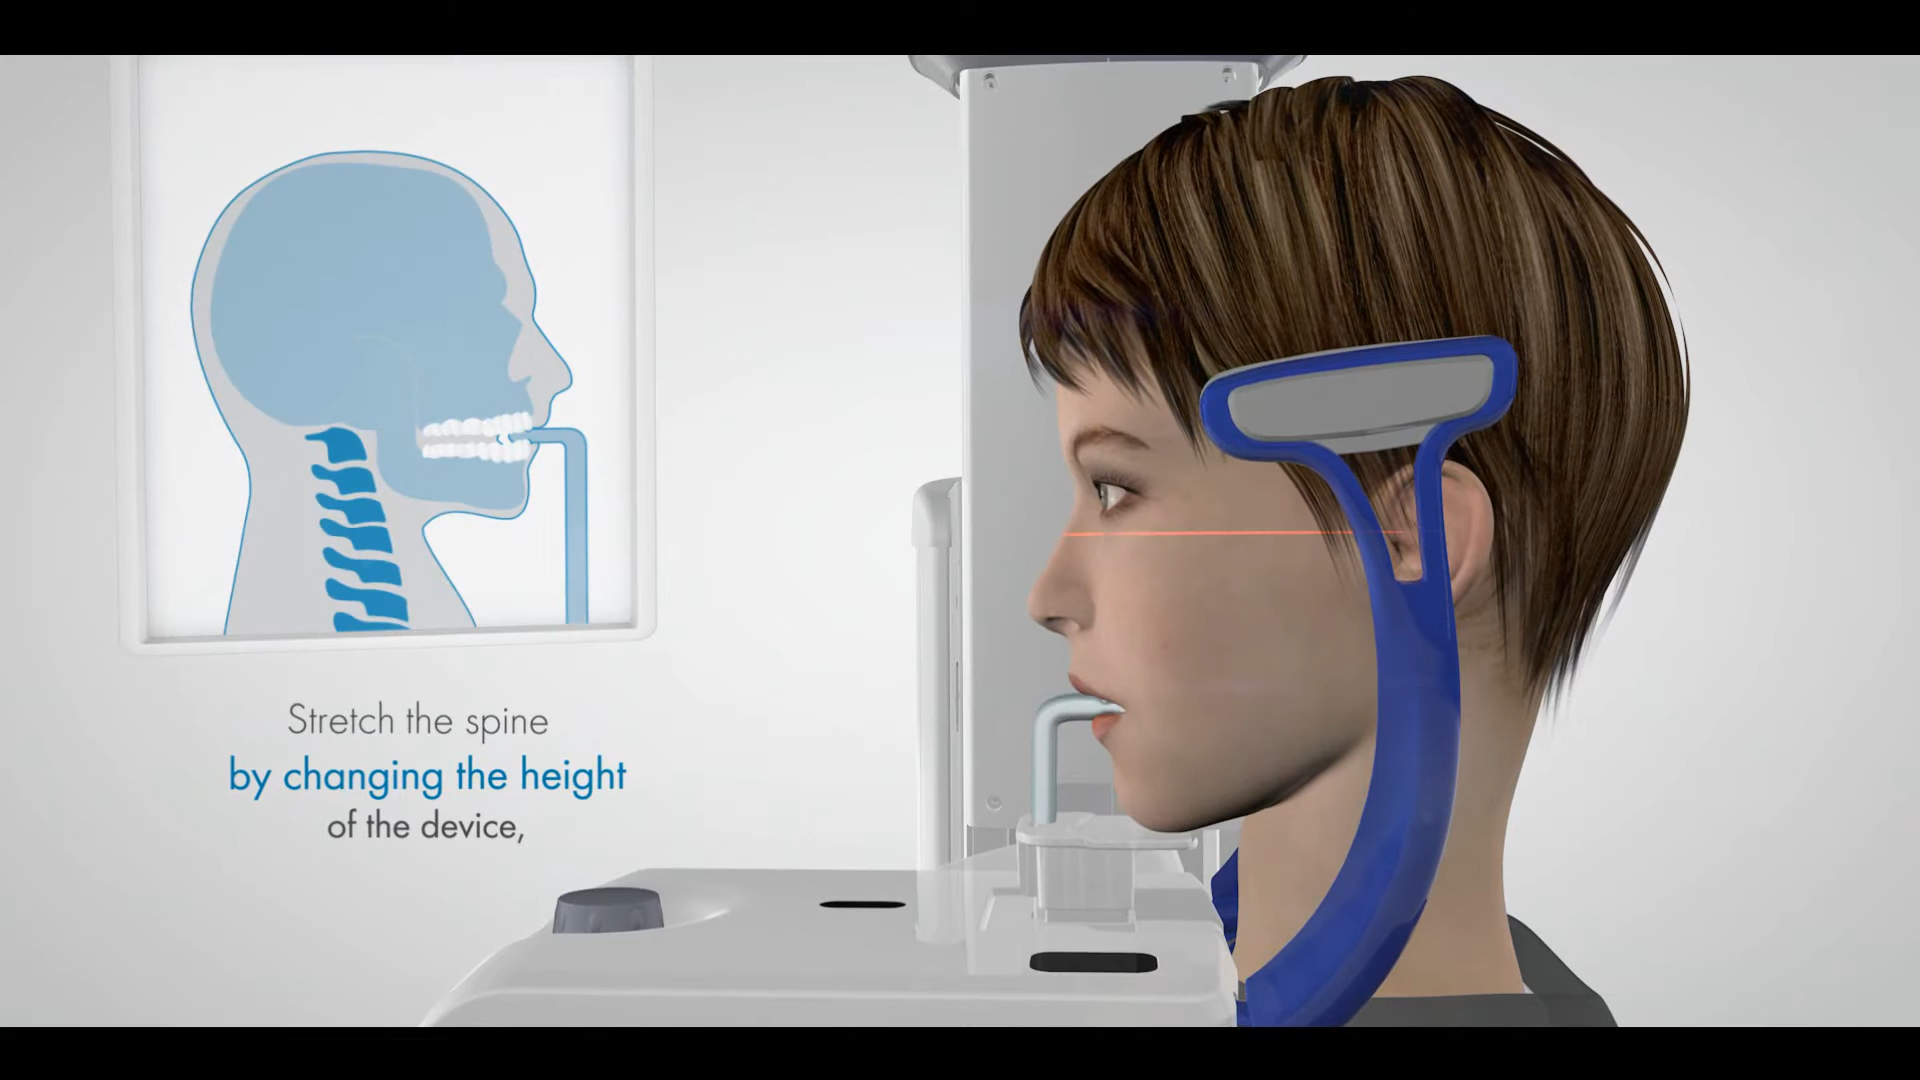 Stretch the spine
by changing the height
of the device,